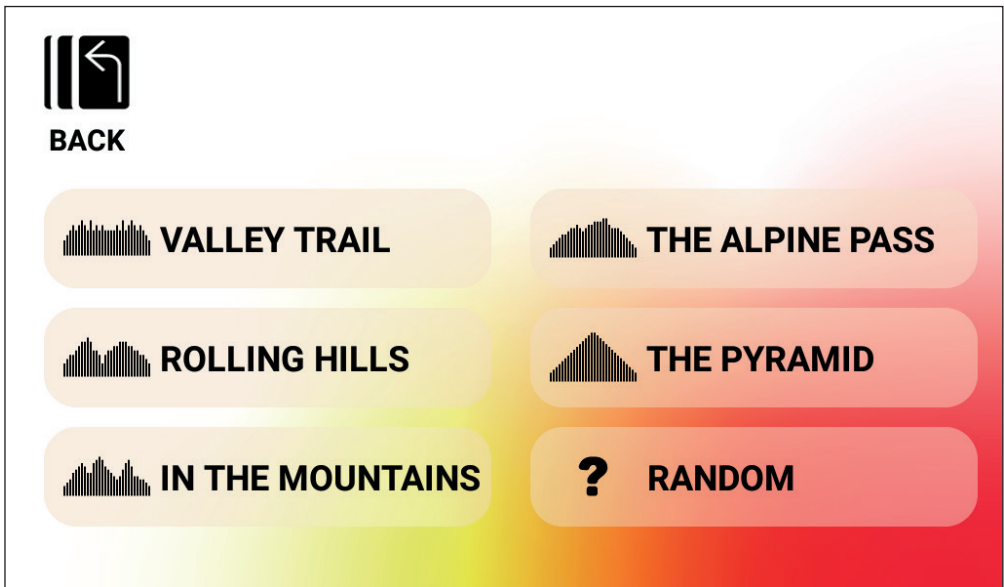 BACK
VALLEY TRAIL
THE ALPINE PASS
ROLLING HILLS
THE PYRAMID
IN THE MOUNTAINS
? RANDOM